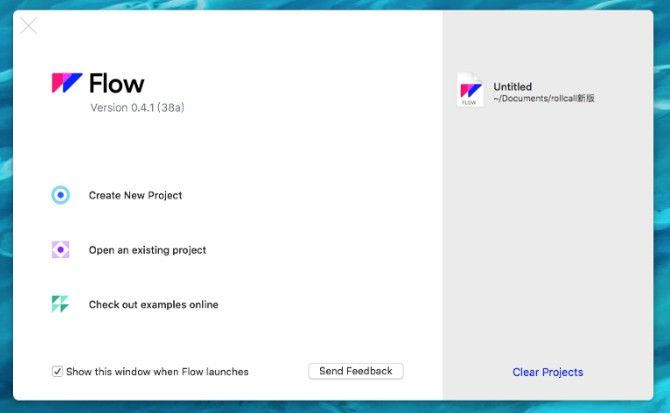 Flow
Version 0.4.1 (38a)
Create New Project
Open an existing project
Check out examples online
Show this window when Flow launches
Send Feedback
FLOW
Untitled
~/Documents/rollcall新版
Clear Projects